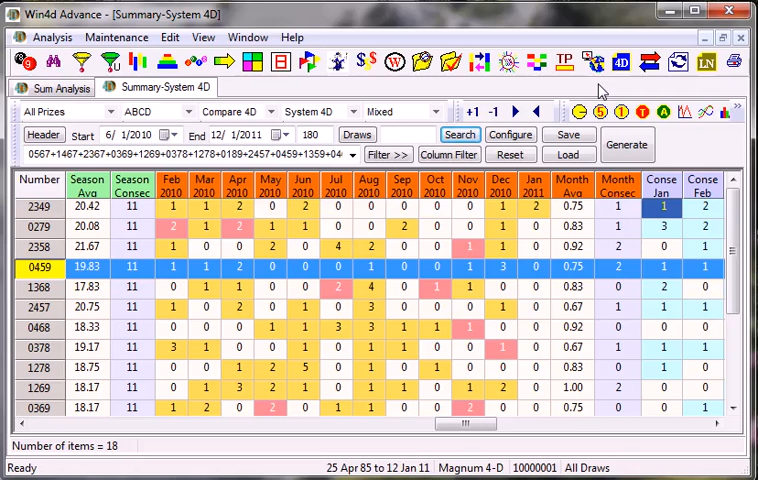 Win4d Advance - [Summary-System 4D]
Analysis Maintenance Edit View Window Help
$$ W TP 4D LN
Sum Analysis Summary-System 4D
All Prizes ABCD Compare 4D System 4D Mixed +1 -1 5 1 T A
Header Start 6/ 1/2010 End 12/ 1/2011 180 Draws Search Configure Save Generate
0567+1467+2367+0369+1269+0378+1278+0189+2457+0459+1359+04 Filter >> Column Filter Reset Load
Number Season Avg Season Consec Feb 2010 Mar 2010 Apr 2010 May 2010 Jun 2010 Jul 2010 Aug 2010 Sep 2010 Oct 2010 Nov 2010 Dec 2010 Jan 2011 Month Avg Month Consec Conse Jan Conse Feb
2349 20.42 11 1 1 2 0 2 0 0 0 0 0 1 2 0.75 1 1 2
0279 20.08 11 2 1 2 1 1 0 0 2 0 0 1 0 0.83 1 3 2
2358 21.67 11 1 0 0 2 0 4 2 0 0 1 1 0 0.92 2 0 1
0459 19.83 11 1 1 2 0 0 0 1 0 0 1 3 0 0.75 2 1 1
1368 17.83 11 0 1 1 0 0 2 4 0 1 0 0 0 0.83 0 2 0
2457 20.75 11 1 0 2 0 1 0 3 0 0 0 1 0 0.67 1 1 1
0468 18.33 11 0 0 0 1 1 3 3 1 1 1 0 0 0.92 0 0 0
0378 19.17 11 3 1 0 0 1 0 1 1 0 0 1 0 0.67 1 1 1
1278 18.75 11 0 0 1 2 5 0 1 0 1 0 0 0 0.83 0 1 0
1269 18.17 11 0 1 3 2 1 0 1 1 0 1 2 0 1.00 2 0 0
0369 18.17 11 1 2 0 2 0 1 1 0 0 2 0 0 0.75 0 0 1
Number of items = 18
Ready 25 Apr 85 to 12 Jan 11 Magnum 4-D 10000001 All Draws